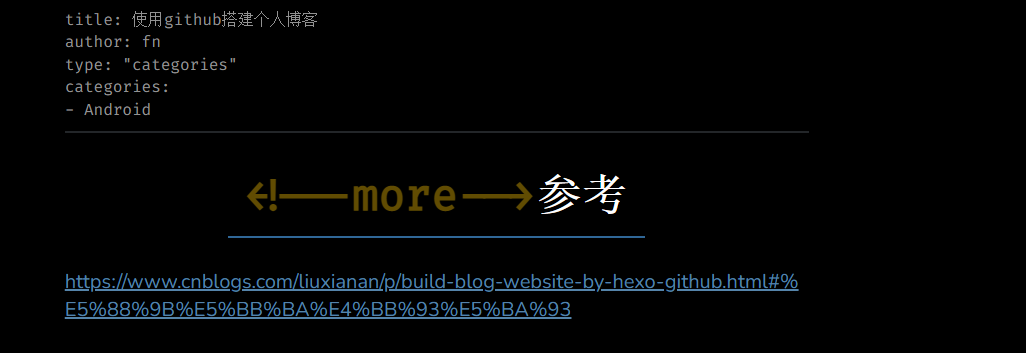 title: 使用github搭建个人博客
author: fn
type: "categories"
categories:
- Android
<!--more-->参考
https://www.cnblogs.com/liuxianan/p/build-blog-website-by-hexo-github.html#%
E5%88%9B%E5%BB%BA%E4%BB%93%E5%BA%93